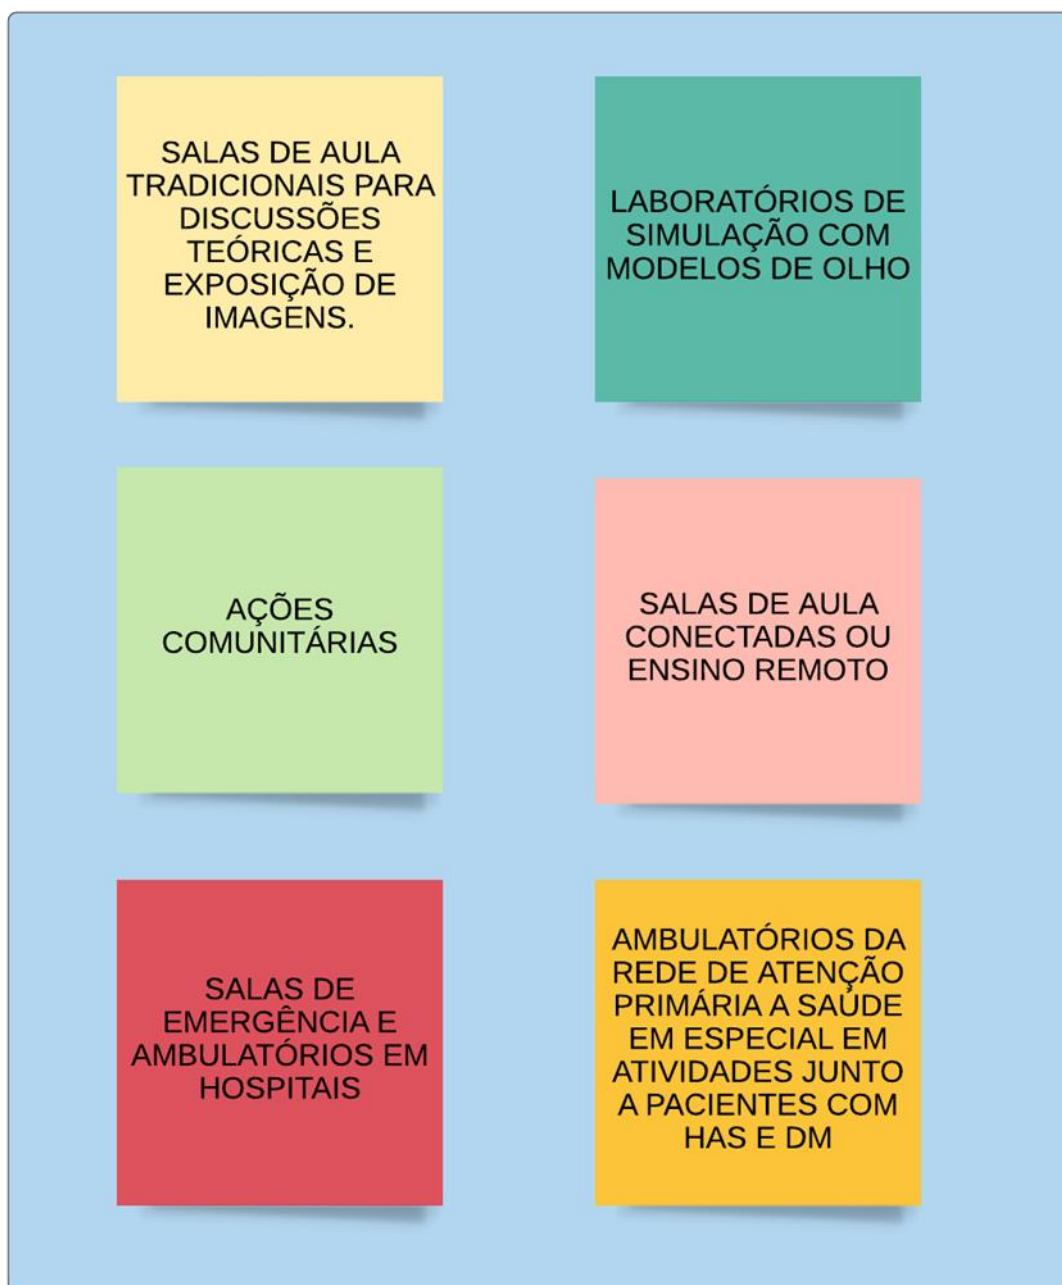 SALAS DE AULA
TRADICIONAIS PARA
DISCUSSÕES
TEÓRICAS E
EXPOSIÇÃO DE
IMAGENS.
LABORATÓRIOS DE
SIMULAÇÃO COM
MODELOS DE OLHO
AÇÕES
COMUNITÁRIAS
SALAS DE AULA
CONECTADAS OU
ENSINO REMOTO
SALAS DE
EMERGÊNCIA E
AMBULATÓRIOS EM
HOSPITAIS
AMBULATÓRIOS DA
REDE DE ATENÇÃO
PRIMÁRIA A SAÚDE
EM ESPECIAL EM
ATIVIDADES JUNTO
A PACIENTES COM
HAS E DM